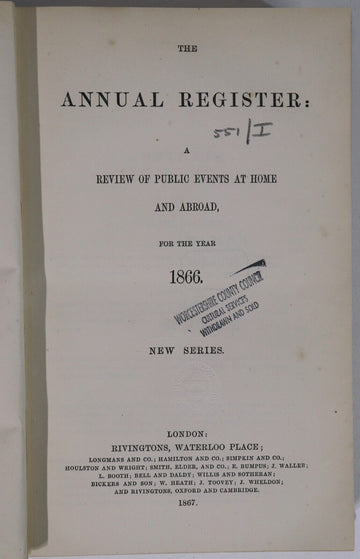 THE
ANNUAL REGISTER:
551/I
A
REVIEW OF PUBLIC EVENTS AT HOME
AND ABROAD,
FOR THE YEAR
1866.
WORCESTERSHIRE COUNTY COUNCIL
CULTURAL SERVICES
WITHDRAWN AND SOLD
NEW SERIES.
LONDON:
RIVINGTONS, WATERLOO PLACE;
LONGMANS AND CO.; HAMILTON AND CO.; SIMPKIN AND CO.;
HOULSTON AND WRIGHT; SMITH, ELDER, AND CO.; E. BUMPUS; J. WALLER;
L. BOOTH; BELL AND DALDY; WILLIS AND SOTHERAN;
BICKERS AND SON; W. HEATH; J. TOOVEY; J. WHELDON;
AND RIVINGTONS, OXFORD AND CAMBRIDGE.
1867.